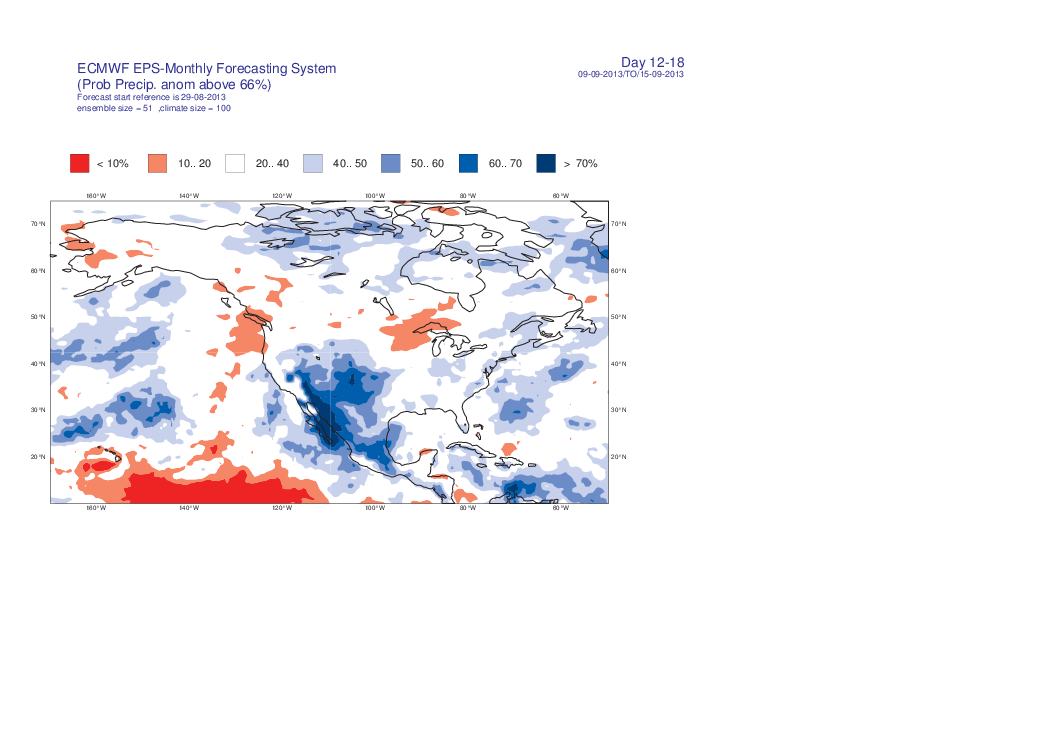 ECMWF EPS-Monthly Forecasting System
(Prob Precip. anom above 66%)
Forecast start reference is 29-08-2013
ensemble size = 51 ,climate size = 100
Day 12-18
09-09-2013/TO/15-09-2013
< 10% 10.. 20 20.. 40 40.. 50 50.. 60 60.. 70 > 70%
160°W 140°W 120°W 100°W 80°W 60°W
70°N 70°N
60°N 60°N
50°N 50°N
40°N 40°N
30°N 30°N
20°N 20°N
160°W 140°W 120°W 100°W 80°W 60°W